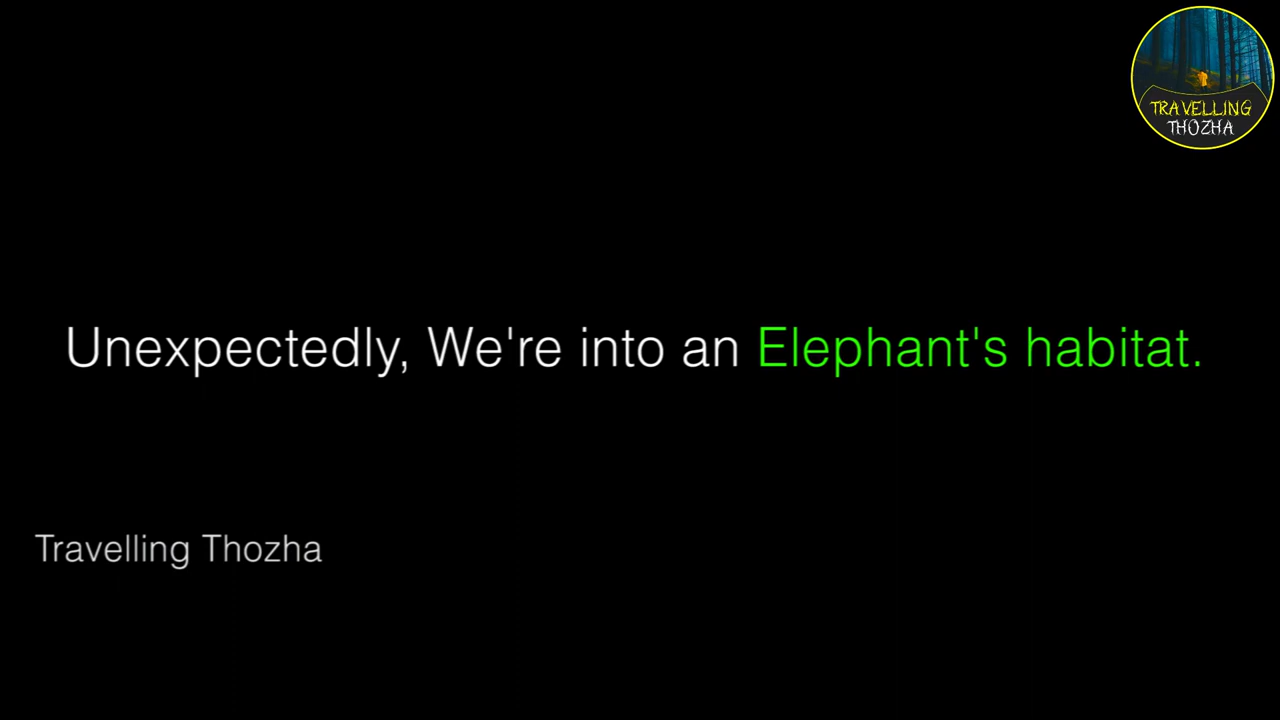 TRAVELLING
THOZHA
Unexpectedly, We're into an Elephant's habitat.
Travelling Thozha